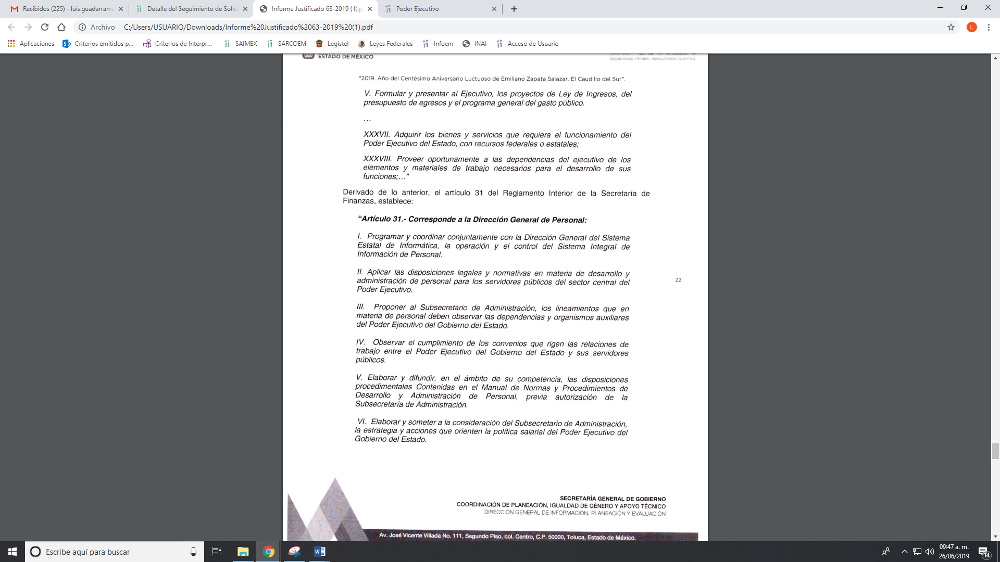 Recibidos (225) - luis.guadarrama
Detalle del Seguimiento de Solici
Informe Justificado 63-2019 (1).p
Poder Ejecutivo
Archivo
C:/Users/USUARIO/Downloads/Informe%20Justificado%2063-2019%20(1).pdf
L
Aplicaciones
Criterios emitidos p...
Criterios de Interpr...
SAIMEX
SARCOEM
Legistel
Leyes Federales
Infoem
INAI
Acceso de Usuario
ESTADO DE MÉXICO
DECISIONES FIRMES, RESULTADOS FUERTES.
"2019. Año del Centésimo Aniversario Luctuoso de Emiliano Zapata Salazar. El Caudillo del Sur".
V. Formular y presentar al Ejecutivo, los proyectos de Ley de Ingresos, del
presupuesto de egresos y el programa general del gasto público.
...
XXXVII. Adquirir los bienes y servicios que requiera el funcionamiento del
Poder Ejecutivo del Estado, con recursos federales o estatales;
XXXVIII. Proveer oportunamente a las dependencias del ejecutivo de los
elementos y materiales de trabajo necesarios para el desarrollo de sus
funciones;..."
Derivado de lo anterior, el artículo 31 del Reglamento Interior de la Secretaría de
Finanzas, establece:
"Artículo 31.- Corresponde a la Dirección General de Personal:
I. Programar y coordinar conjuntamente con la Dirección General del Sistema
Estatal de Informática, la operación y el control del Sistema Integral de
Información de Personal.
II. Aplicar las disposiciones legales y normativas en materia de desarrollo y
administración de personal para los servidores públicos del sector central del
Poder Ejecutivo.
22
III. Proponer al Subsecretario de Administración, los lineamientos que en
materia de personal deben observar las dependencias y organismos auxiliares
del Poder Ejecutivo del Gobierno del Estado.
IV. Observar el cumplimiento de los convenios que rigen las relaciones de
trabajo entre el Poder Ejecutivo del Gobierno del Estado y sus servidores
públicos.
V. Elaborar y difundir, en el ámbito de su competencia, las disposiciones
procedimentales Contenidas en el Manual de Normas y Procedimientos de
Desarrollo y Administración de Personal, previa autorización de la
Subsecretaría de Administración.
VI. Elaborar y someter a la consideración del Subsecretario de Administración,
la estrategia y acciones que orienten la política salarial del Poder Ejecutivo del
Gobierno del Estado.
SECRETARÍA GENERAL DE GOBIERNO
COORDINACIÓN DE PLANEACIÓN, IGUALDAD DE GÉNERO Y APOYO TÉCNICO
DIRECCIÓN GENERAL DE INFORMACIÓN, PLANEACIÓN Y EVALUACIÓN
Av. José Vicente Villada No. 111, Segundo Piso, col. Centro, C.P. 50000, Toluca, Estado de México.
Escribe aquí para buscar
09:47 a. m.
26/06/2019
14